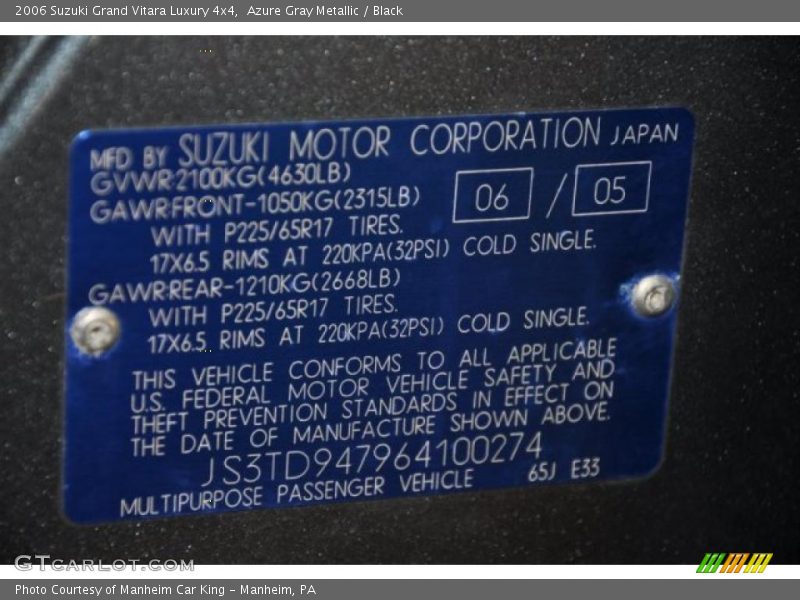 2006 Suzuki Grand Vitara Luxury 4x4,  Azure Gray Metallic / Black
MFD BY SUZUKI MOTOR CORPORATION JAPAN
GVWR-2100KG(4630LB)
GAWR-FRONT-1050KG(2315LB) 06 / 05
WITH P225/65R17 TIRES.
17X6.5 RIMS AT 220KPA(32PSI) COLD SINGLE.
GAWR-REAR-1210KG(2668LB)
WITH P225/65R17 TIRES.
17X6.5 RIMS AT 220KPA(32PSI) COLD SINGLE.
THIS VEHICLE CONFORMS TO ALL APPLICABLE
U.S. FEDERAL MOTOR VEHICLE SAFETY AND
THEFT PREVENTION STANDARDS IN EFFECT ON
THE DATE OF MANUFACTURE SHOWN ABOVE.
JS3TD947964100274
MULTIPURPOSE PASSENGER VEHICLE 65J E33
GTCARLOT.COM
Photo Courtesy of Manheim Car King - Manheim, PA